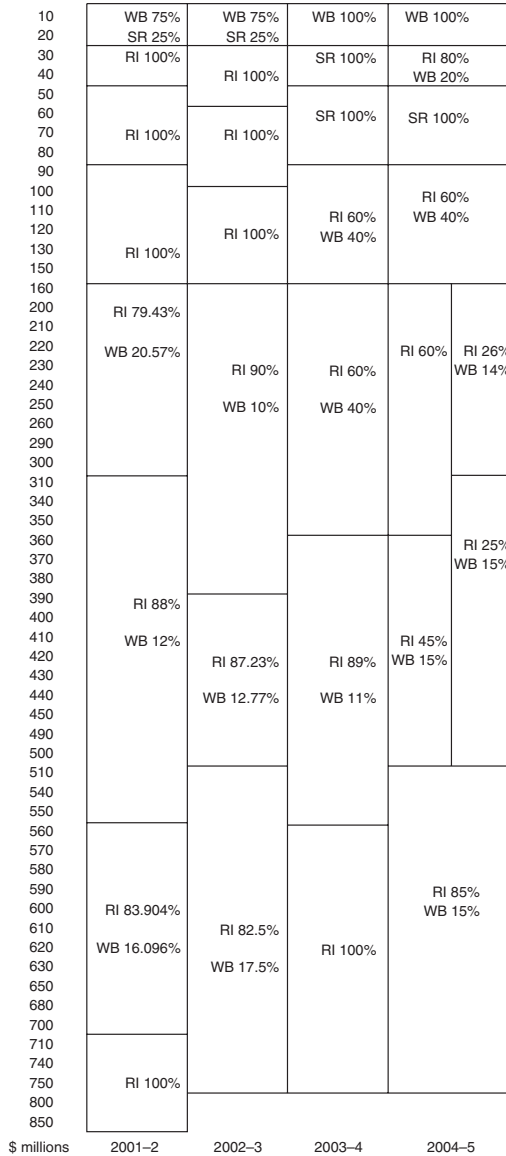 10 WB 75% WB 75% WB 100% WB 100%
20 SR 25% SR 25%
30 RI 100% SR 100% RI 80%
40 RI 100% WB 20%
50
60 SR 100% SR 100%
70 RI 100% RI 100%
80
90
100 RI 60%
110 RI 60% WB 40%
120 RI 100% WB 40%
130 RI 100%
150
160
200 RI 79.43%
210
220 WB 20.57% RI 60% RI 26%
230 RI 90% RI 60% WB 14%
240
250 WB 10% WB 40%
260
290
300
310
340
350
360 RI 25%
370 WB 15%
380
390 RI 88%
400
410 WB 12% RI 45%
420 RI 87.23% RI 89% WB 15%
430
440 WB 12.77% WB 11%
450
490
500
510
540
550
560
570
580
590 RI 85%
600 RI 83.904% WB 15%
610 RI 82.5%
620 WB 16.096% RI 100%
630 WB 17.5%
650
680
700
710
740
750 RI 100%
800
850
$ millions 2001–2 2002–3 2003–4 2004–5